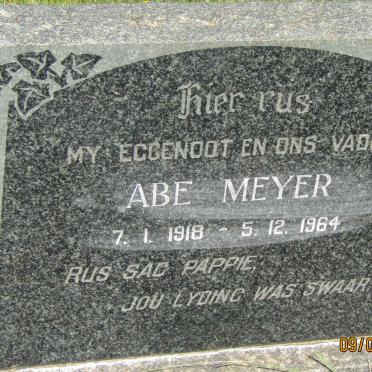 Hier rus
MY EGGENOOT EN ONS VAD
ABE MEYER
7. 1. 1918 - 5. 12. 1964
RUS SAG PAPPIE,
JOU LYDING WAS SWAAR
09/0